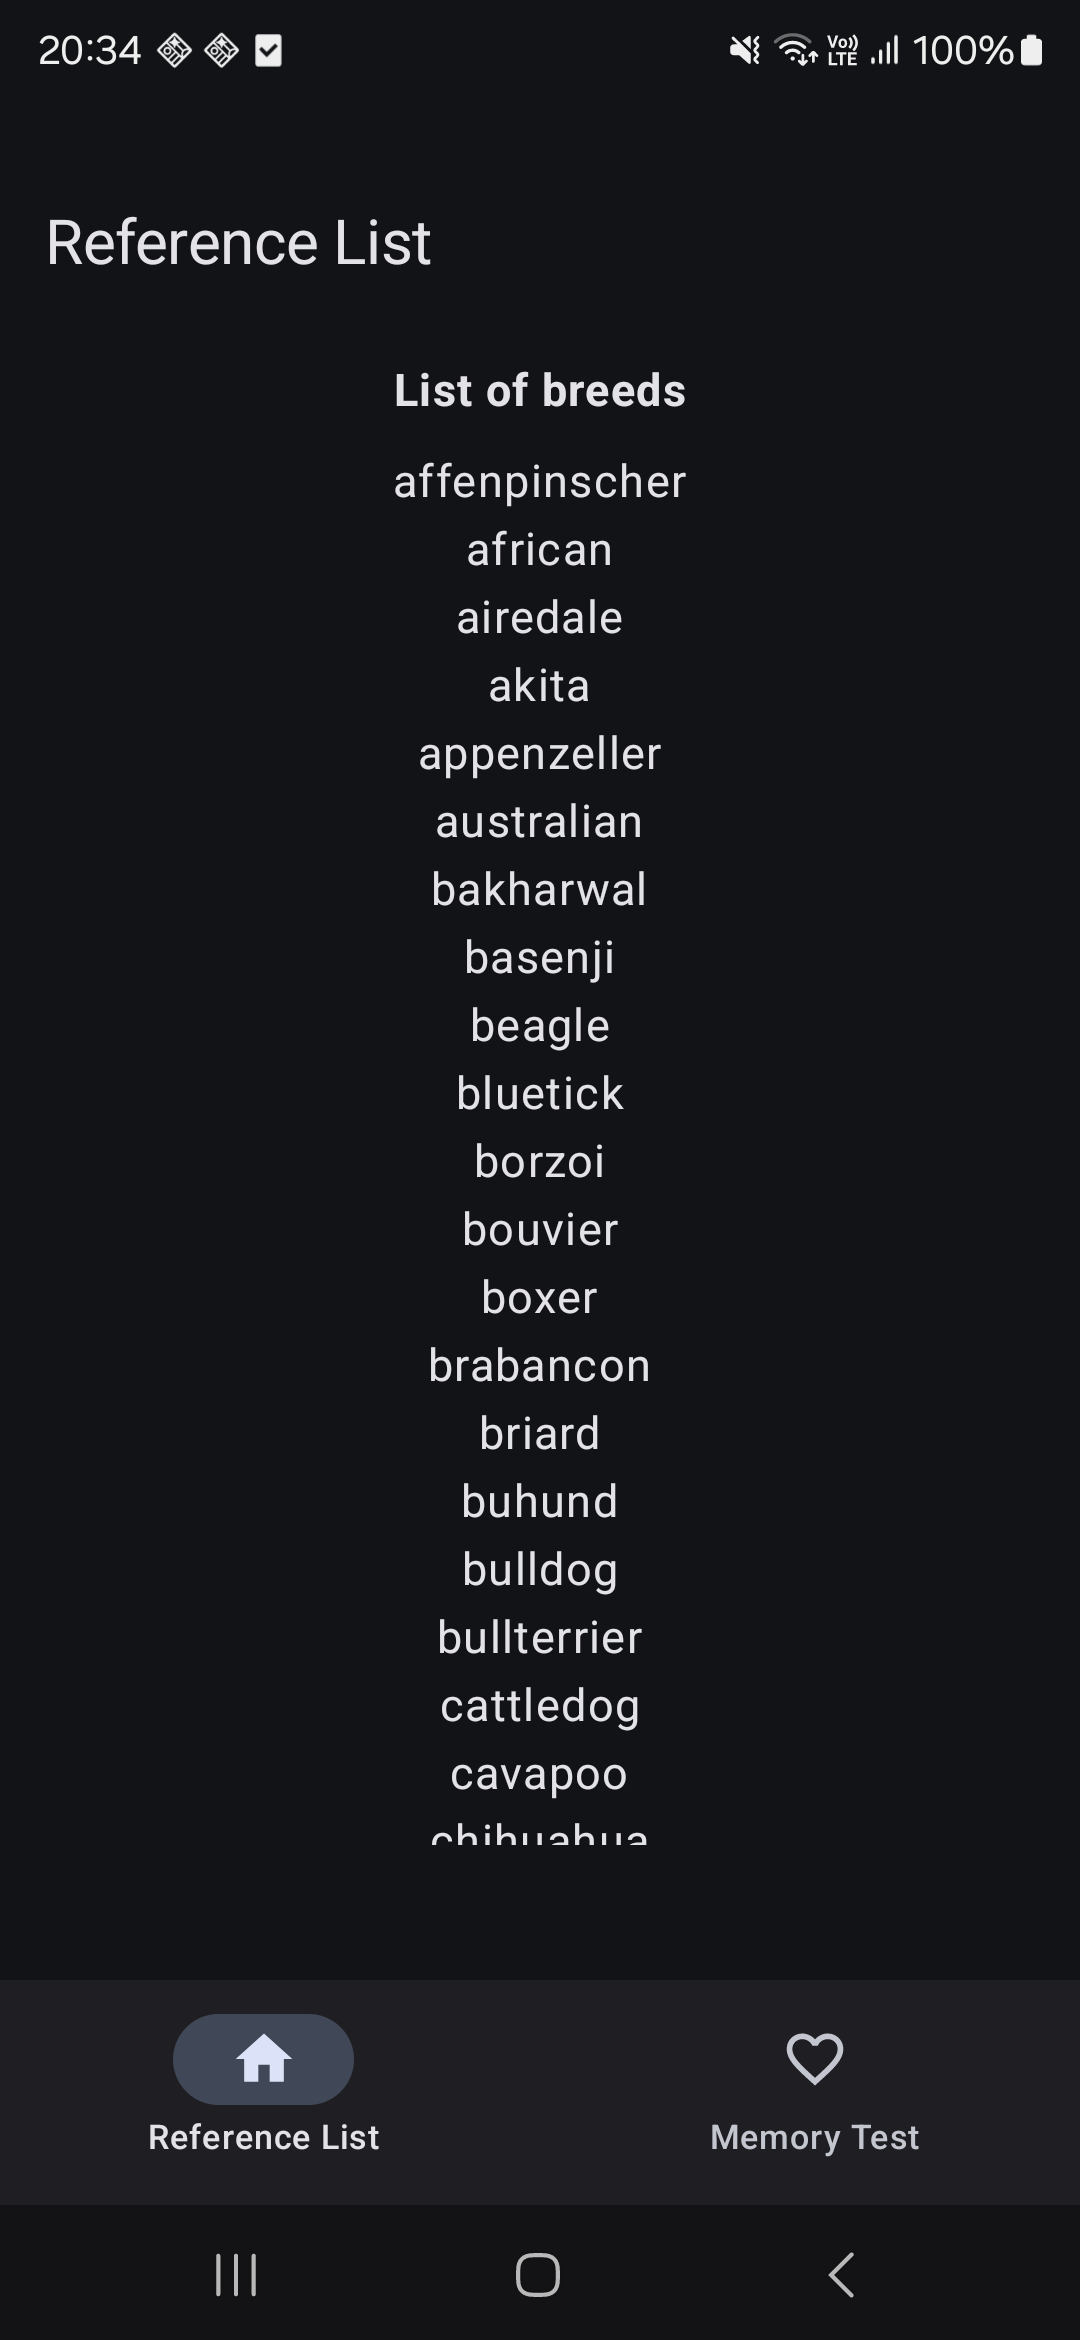 20:34 Vo)) LTE 100%
Reference List
List of breeds
affenpinscher
african
airedale
akita
appenzeller
australian
bakharwal
basenji
beagle
bluetick
borzoi
bouvier
boxer
brabancon
briard
buhund
bulldog
bullterrier
cattledog
cavapoo
chihuahua
Reference List
Memory Test